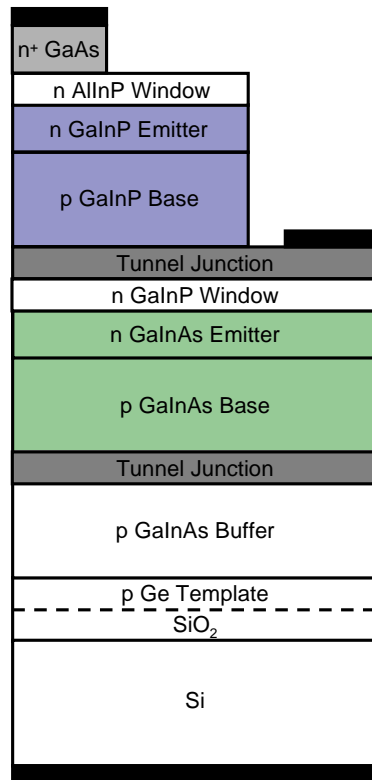 n+ GaAs
n AlInP Window
n GaInP Emitter
p GaInP Base
Tunnel Junction
n GaInP Window
n GaInAs Emitter
p GaInAs Base
Tunnel Junction
p GaInAs Buffer
p Ge Template
SiO2
Si